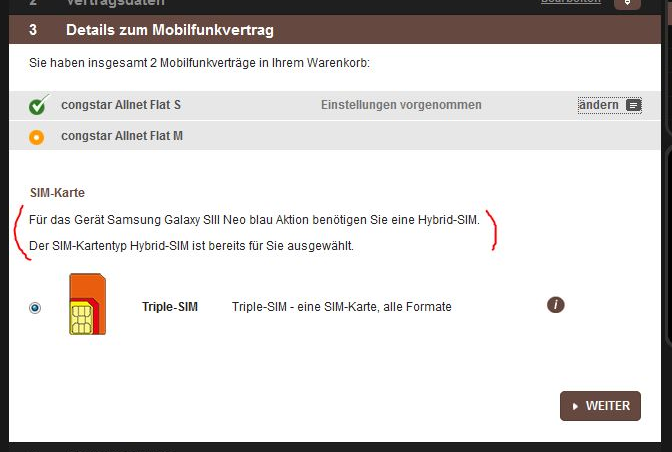 2 Vertragsdaten Bearbeiten
3 Details zum Mobilfunkvertrag
Sie haben insgesamt 2 Mobilfunkverträge in Ihrem Warenkorb:
congstar Allnet Flat S Einstellungen vorgenommen ändern
congstar Allnet Flat M
SIM-Karte
Für das Gerät Samsung Galaxy SIII Neo blau Aktion benötigen Sie eine Hybrid-SIM.
Der SIM-Kartentyp Hybrid-SIM ist bereits für Sie ausgewählt.
Triple-SIM Triple-SIM - eine SIM-Karte, alle Formate i
WEITER